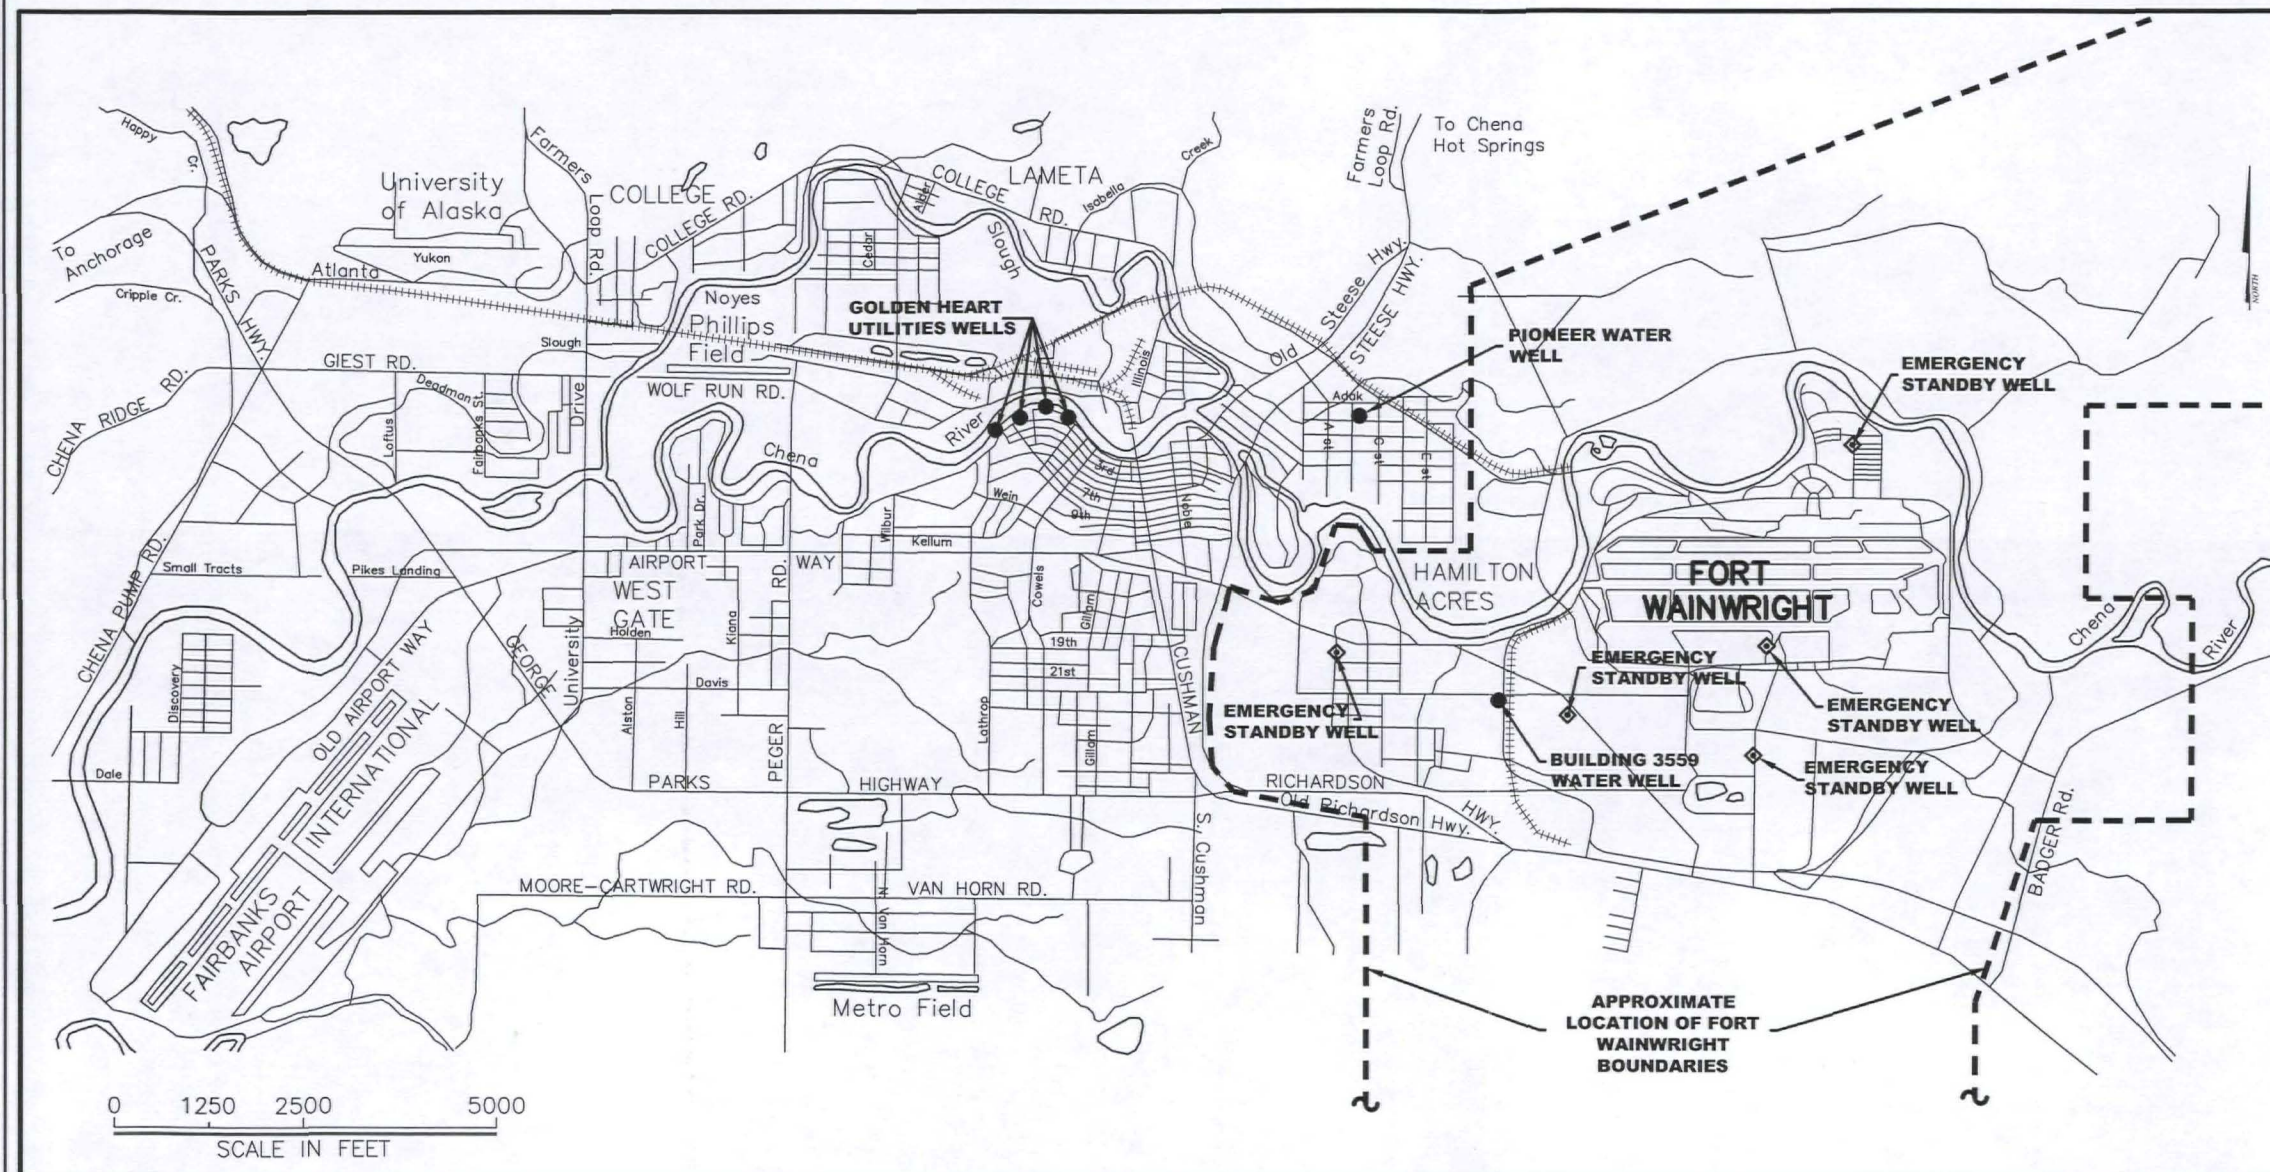 Happy
Cr.
To
Anchorage
Cripple Cr.
PARKS
HWY.
University
of Alaska
Yukon
Atlanta
Farmers
Loop Rd.
COLLEGE
COLLEGE RD.
Noyes
Phillips
Field
Slough
GIEST RD.
CHENA RIDGE RD.
Deadman
Loftus
Fairbanks St.
Drive
WOLF RUN RD.
Cedar
Alder
COLLEGE
RD.
LAMETA
Isabella
Creek
Slough
GOLDEN HEART
UTILITIES WELLS
Illinois
Farmers
Loop Rd.
To Chena
Hot Springs
Old
Steese Hwy.
STEESE HWY.
PIONEER WATER
WELL
Adak
A st
C st
E st
EMERGENCY
STANDBY WELL
NORTH
River
Chena
Wein
3rd
7th
9th
Noble
Wilbur
Kellum
Park Dr.
AIRPORT
WAY
WEST
GATE
Holden
Kiana
PEGER
RD.
Davis
Alston
Hill
University
GEORGE
CHENA PUMP RD.
Small Tracts
Pikes Landing
Discovery
Dale
OLD AIRPORT WAY
FAIRBANKS
INTERNATIONAL
AIRPORT
Cowels
Gillam
19th
21st
Lathrop
Gillam
CUSHMAN
S. Cushman
HAMILTON
ACRES
FORT
WAINWRIGHT
EMERGENCY
STANDBY WELL
EMERGENCY
STANDBY WELL
EMERGENCY
STANDBY WELL
EMERGENCY
STANDBY WELL
BUILDING 3559
WATER WELL
Chena
River
PARKS
HIGHWAY
RICHARDSON
HWY.
Old Richardson Hwy.
BADGER Rd.
MOORE-CARTWRIGHT RD.
VAN HORN RD.
N. Van Horn
Metro Field
APPROXIMATE
LOCATION OF FORT
WAINWRIGHT
BOUNDARIES
0 1250 2500 5000
SCALE IN FEET